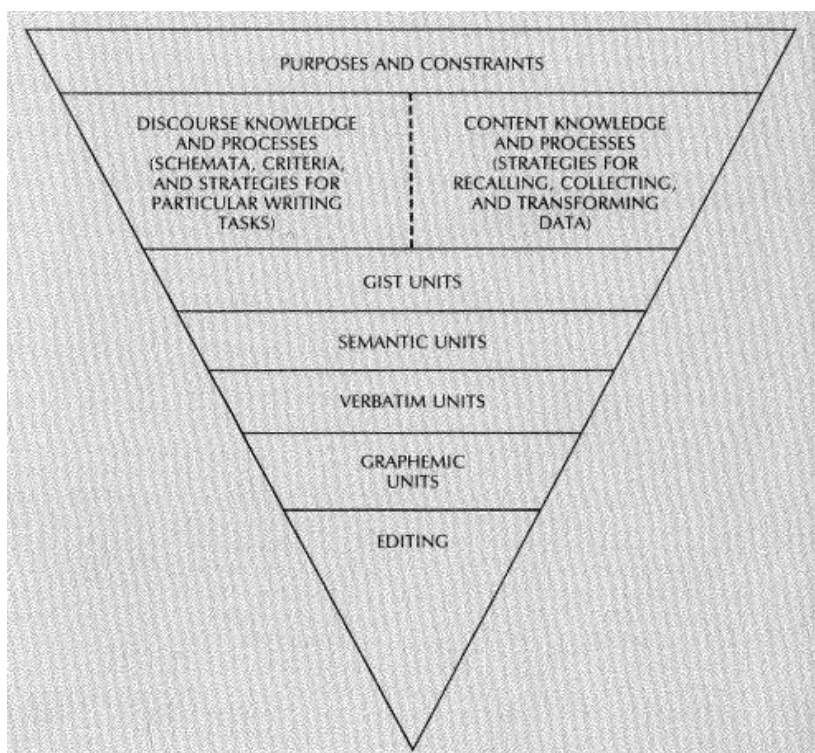 PURPOSES AND CONSTRAINTS
DISCOURSE KNOWLEDGE
AND PROCESSES
(SCHEMATA, CRITERIA,
AND STRATEGIES FOR
PARTICULAR WRITING
TASKS)
CONTENT KNOWLEDGE
AND PROCESSES
(STRATEGIES FOR
RECALLING, COLLECTING,
AND TRANSFORMING
DATA)
GIST UNITS
SEMANTIC UNITS
VERBATIM UNITS
GRAPHEMIC
UNITS
EDITING